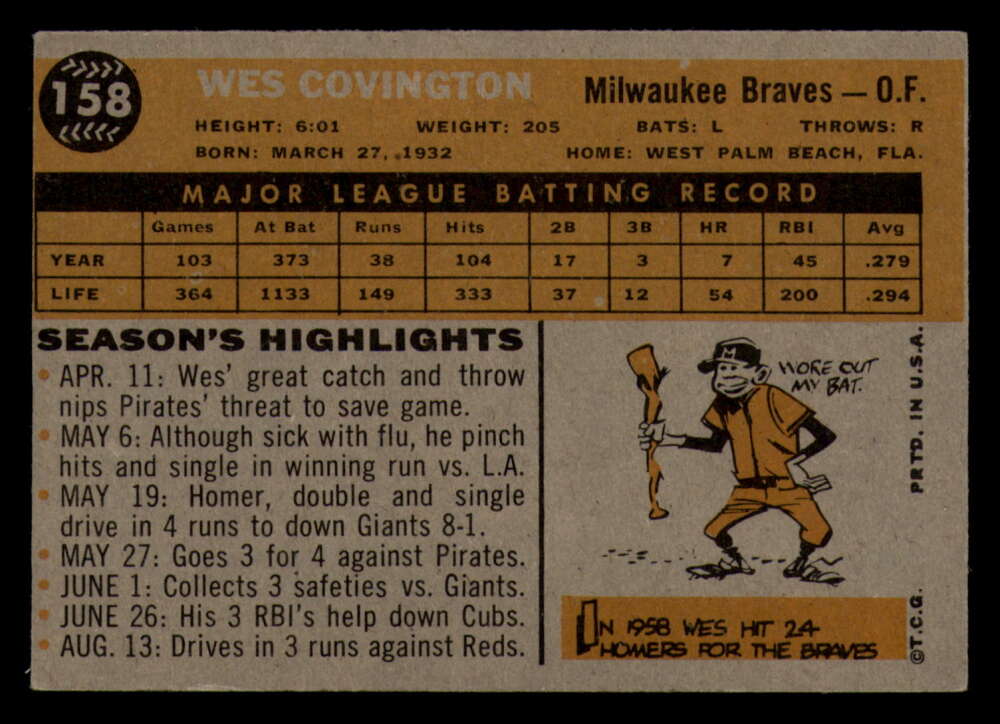 158
WES COVINGTON
Milwaukee Braves — O.F.
HEIGHT: 6:01 WEIGHT: 205 BATS: L THROWS: R
BORN: MARCH 27, 1932 HOME: WEST PALM BEACH, FLA.
MAJOR LEAGUE BATTING RECORD
Games At Bat Runs Hits 2B 3B HR RBI Avg
YEAR 103 373 38 104 17 3 7 45 .279
LIFE 364 1133 149 333 37 12 54 200 .294
SEASON'S HIGHLIGHTS
• APR. 11: Wes' great catch and throw
nips Pirates' threat to save game.
• MAY 6: Although sick with flu, he pinch
hits and single in winning run vs. L.A.
• MAY 19: Homer, double and single
drive in 4 runs to down Giants 8-1.
• MAY 27: Goes 3 for 4 against Pirates.
• JUNE 1: Collects 3 safeties vs. Giants.
• JUNE 26: His 3 RBI's help down Cubs.
• AUG. 13: Drives in 3 runs against Reds.
M
WORE OUT
MY BAT.
IN 1958 WES HIT 24
HOMERS FOR THE BRAVES
©T.C.G. PRTD. IN U.S.A.